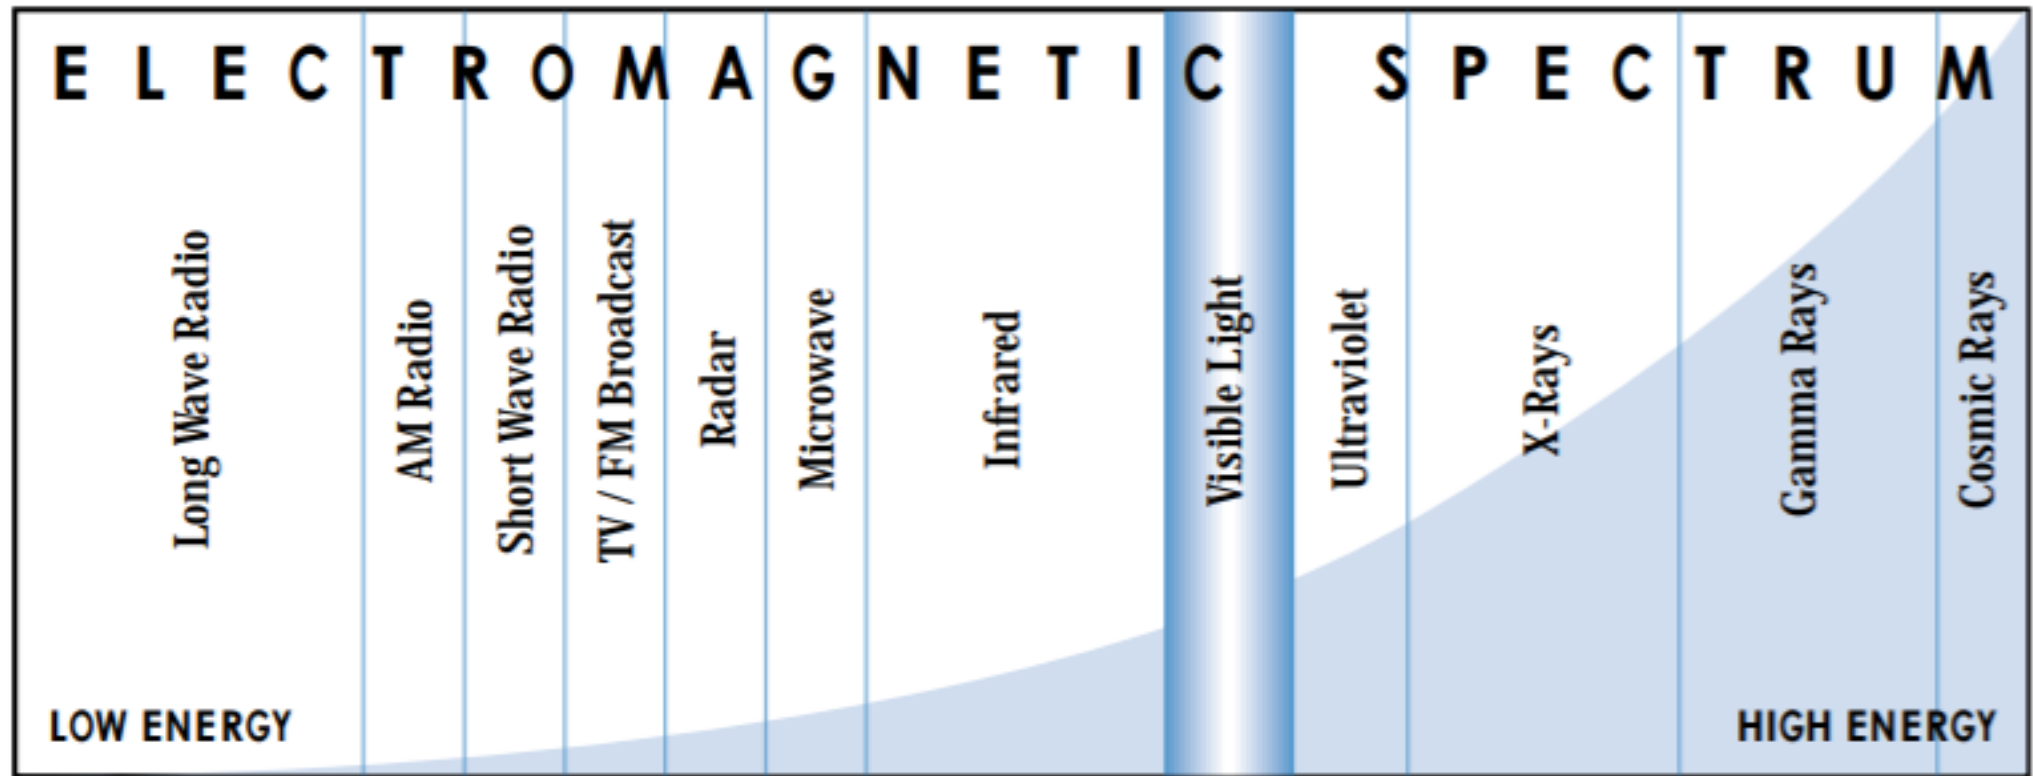 ELECTROMAGNETIC SPECTRUM
Long Wave Radio
AM Radio
Short Wave Radio
TV / FM Broadcast
Radar
Microwave
Infrared
Visible Light
Ultraviolet
X-Rays
Gamma Rays
Cosmic Rays
LOW ENERGY
HIGH ENERGY